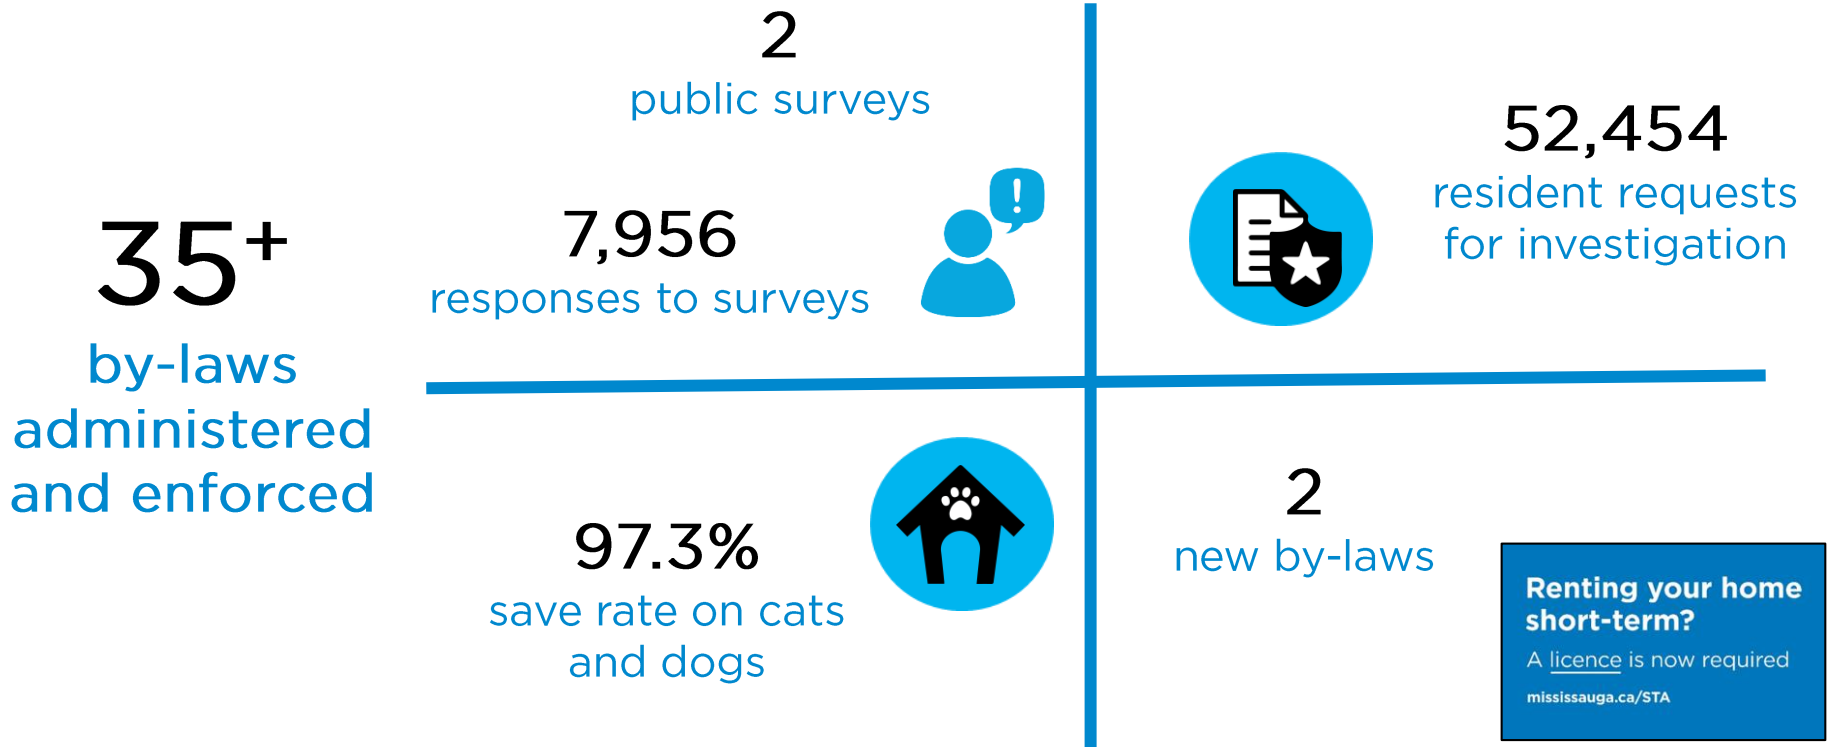 35+
by-laws
administered
and enforced
2
public surveys
7,956
responses to surveys
!
52,454
resident requests
for investigation
97.3%
save rate on cats
and dogs
2
new by-laws
Renting your home
short-term?
A licence is now required
mississauga.ca/STA